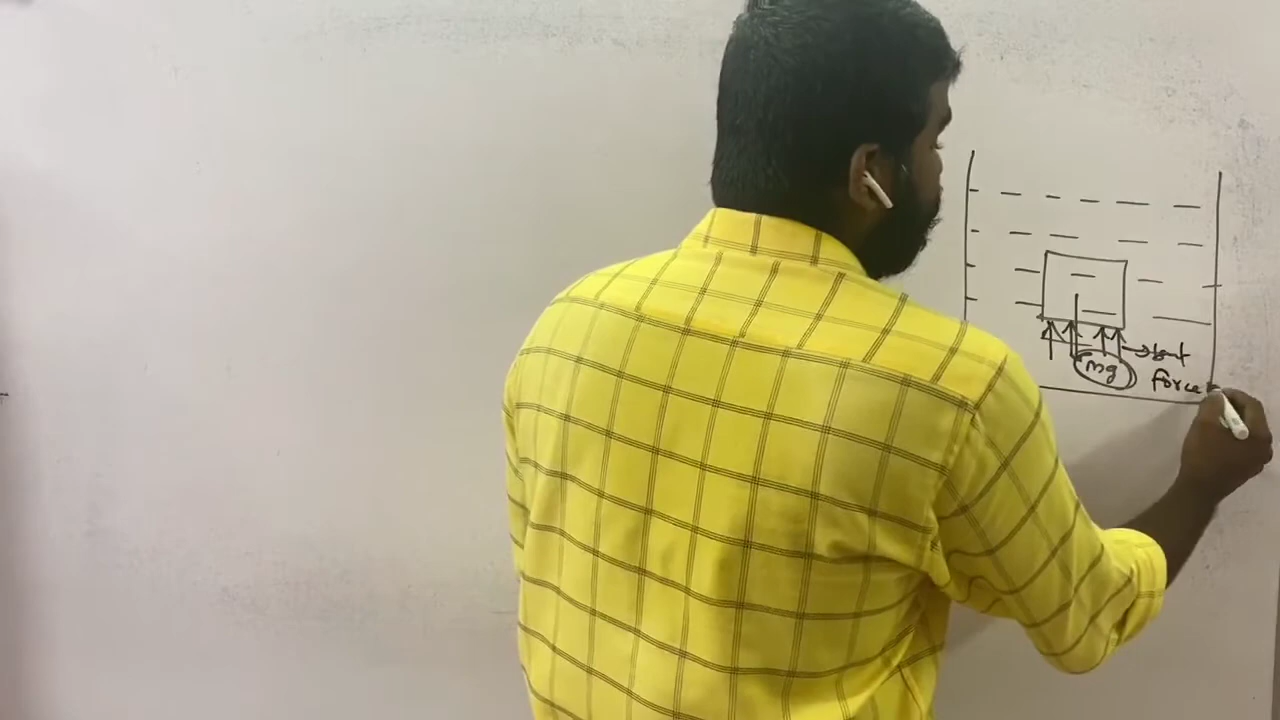 mg
Force =